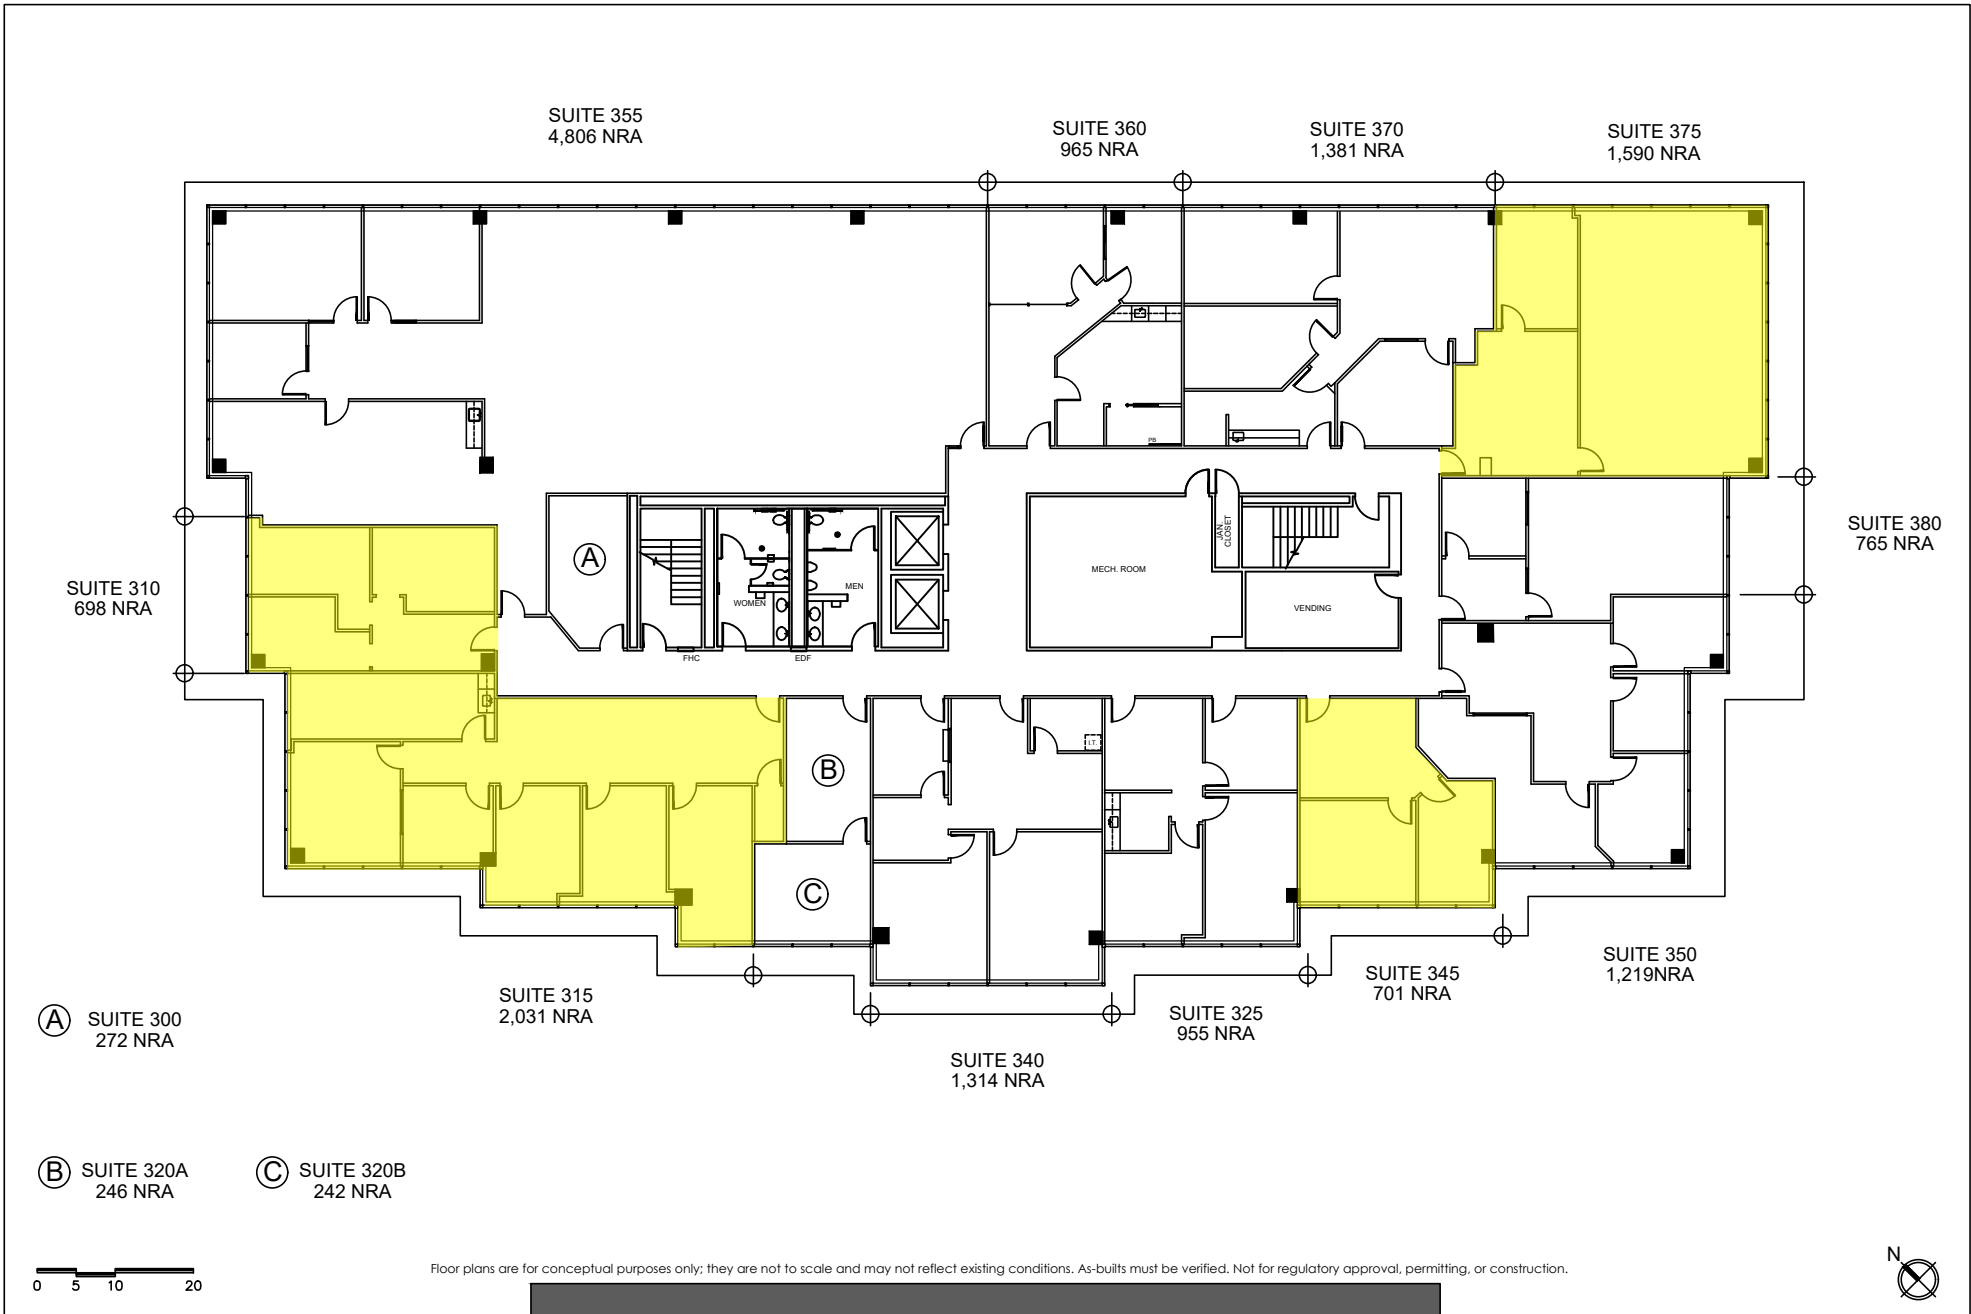 SUITE 355
4,806 NRA
SUITE 360
965 NRA
SUITE 370
1,381 NRA
SUITE 375
1,590 NRA
SUITE 380
765 NRA
SUITE 310
698 NRA
PB
A
JAN.
CLOSET
MECH. ROOM
WOMEN
MEN
VENDING
FHC
EDF
I.T.
B
C
SUITE 315
2,031 NRA
SUITE 340
1,314 NRA
SUITE 325
955 NRA
SUITE 345
701 NRA
SUITE 350
1,219NRA
A
SUITE 300
272 NRA
B
SUITE 320A
246 NRA
C
SUITE 320B
242 NRA
0 5 10 20
Floor plans are for conceptual purposes only; they are not to scale and may not reflect existing conditions. As-builts must be verified. Not for regulatory approval, permitting, or construction.
N